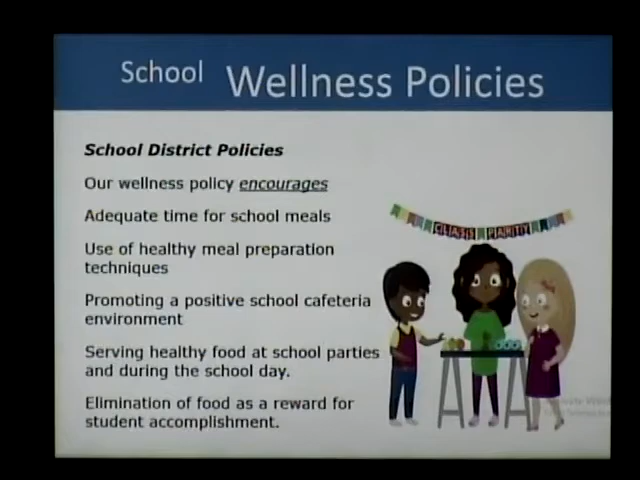 School Wellness Policies
School District Policies
Our wellness policy encourages
Adequate time for school meals
Use of healthy meal preparation
techniques
Promoting a positive school cafeteria
environment
Serving healthy food at school parties
and during the school day.
Elimination of food as a reward for
student accomplishment.
CLASS PARTY